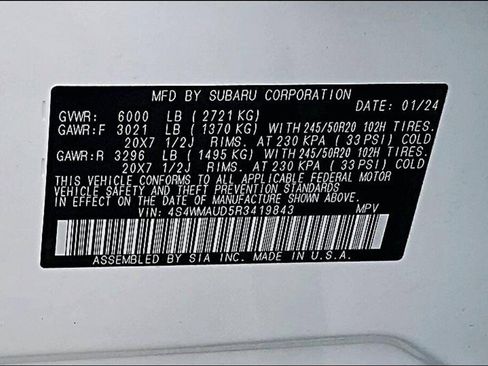 MFD BY SUBARU CORPORATION
DATE: 01/24
GVWR: 6000 LB ( 2721 KG)
GAWR:F 3021 LB ( 1370 KG) WITH 245/50R20 102H TIRES.
20X7 1/2J RIMS. AT 230 KPA ( 33 PSI) COLD
GAWR:R 3296 LB ( 1495 KG) WITH 245/50R20 102H TIRES.
20X7 1/2J RIMS. AT 230 KPA ( 33 PSI) COLD
THIS VEHICLE CONFORMS TO ALL APPLICABLE FEDERAL MOTOR
VEHICLE SAFETY AND THEFT PREVENTION STANDARDS
IN EFFECT ON THE DATE OF MANUFACTURE SHOWN ABOVE.
VIN: 4S4WMAUD5R3419843 MPV
ASSEMBLED BY SIA INC. MADE IN U.S.A.